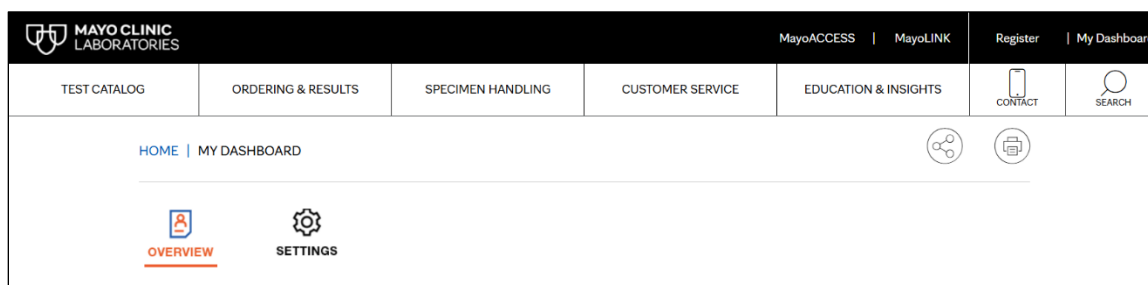 MAYO CLINIC
LABORATORIES
MayoACCESS | MayoLINK Register | My Dashboard
TEST CATALOG ORDERING & RESULTS SPECIMEN HANDLING CUSTOMER SERVICE EDUCATION & INSIGHTS CONTACT SEARCH
HOME | MY DASHBOARD
OVERVIEW SETTINGS